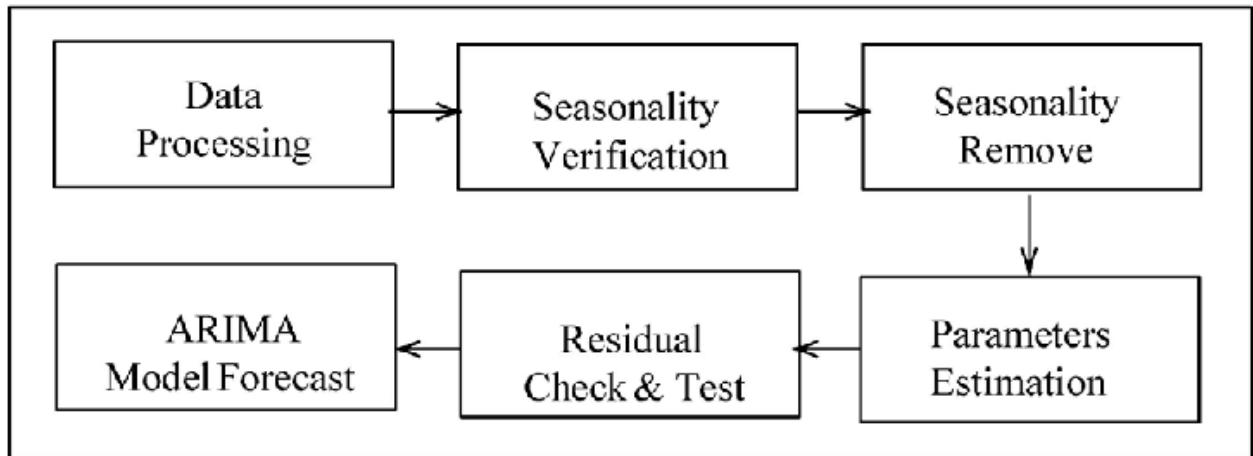 Data
Processing
Seasonality
Verification
Seasonality
Remove
Parameters
Estimation
Residual
Check & Test
ARIMA
Model Forecast